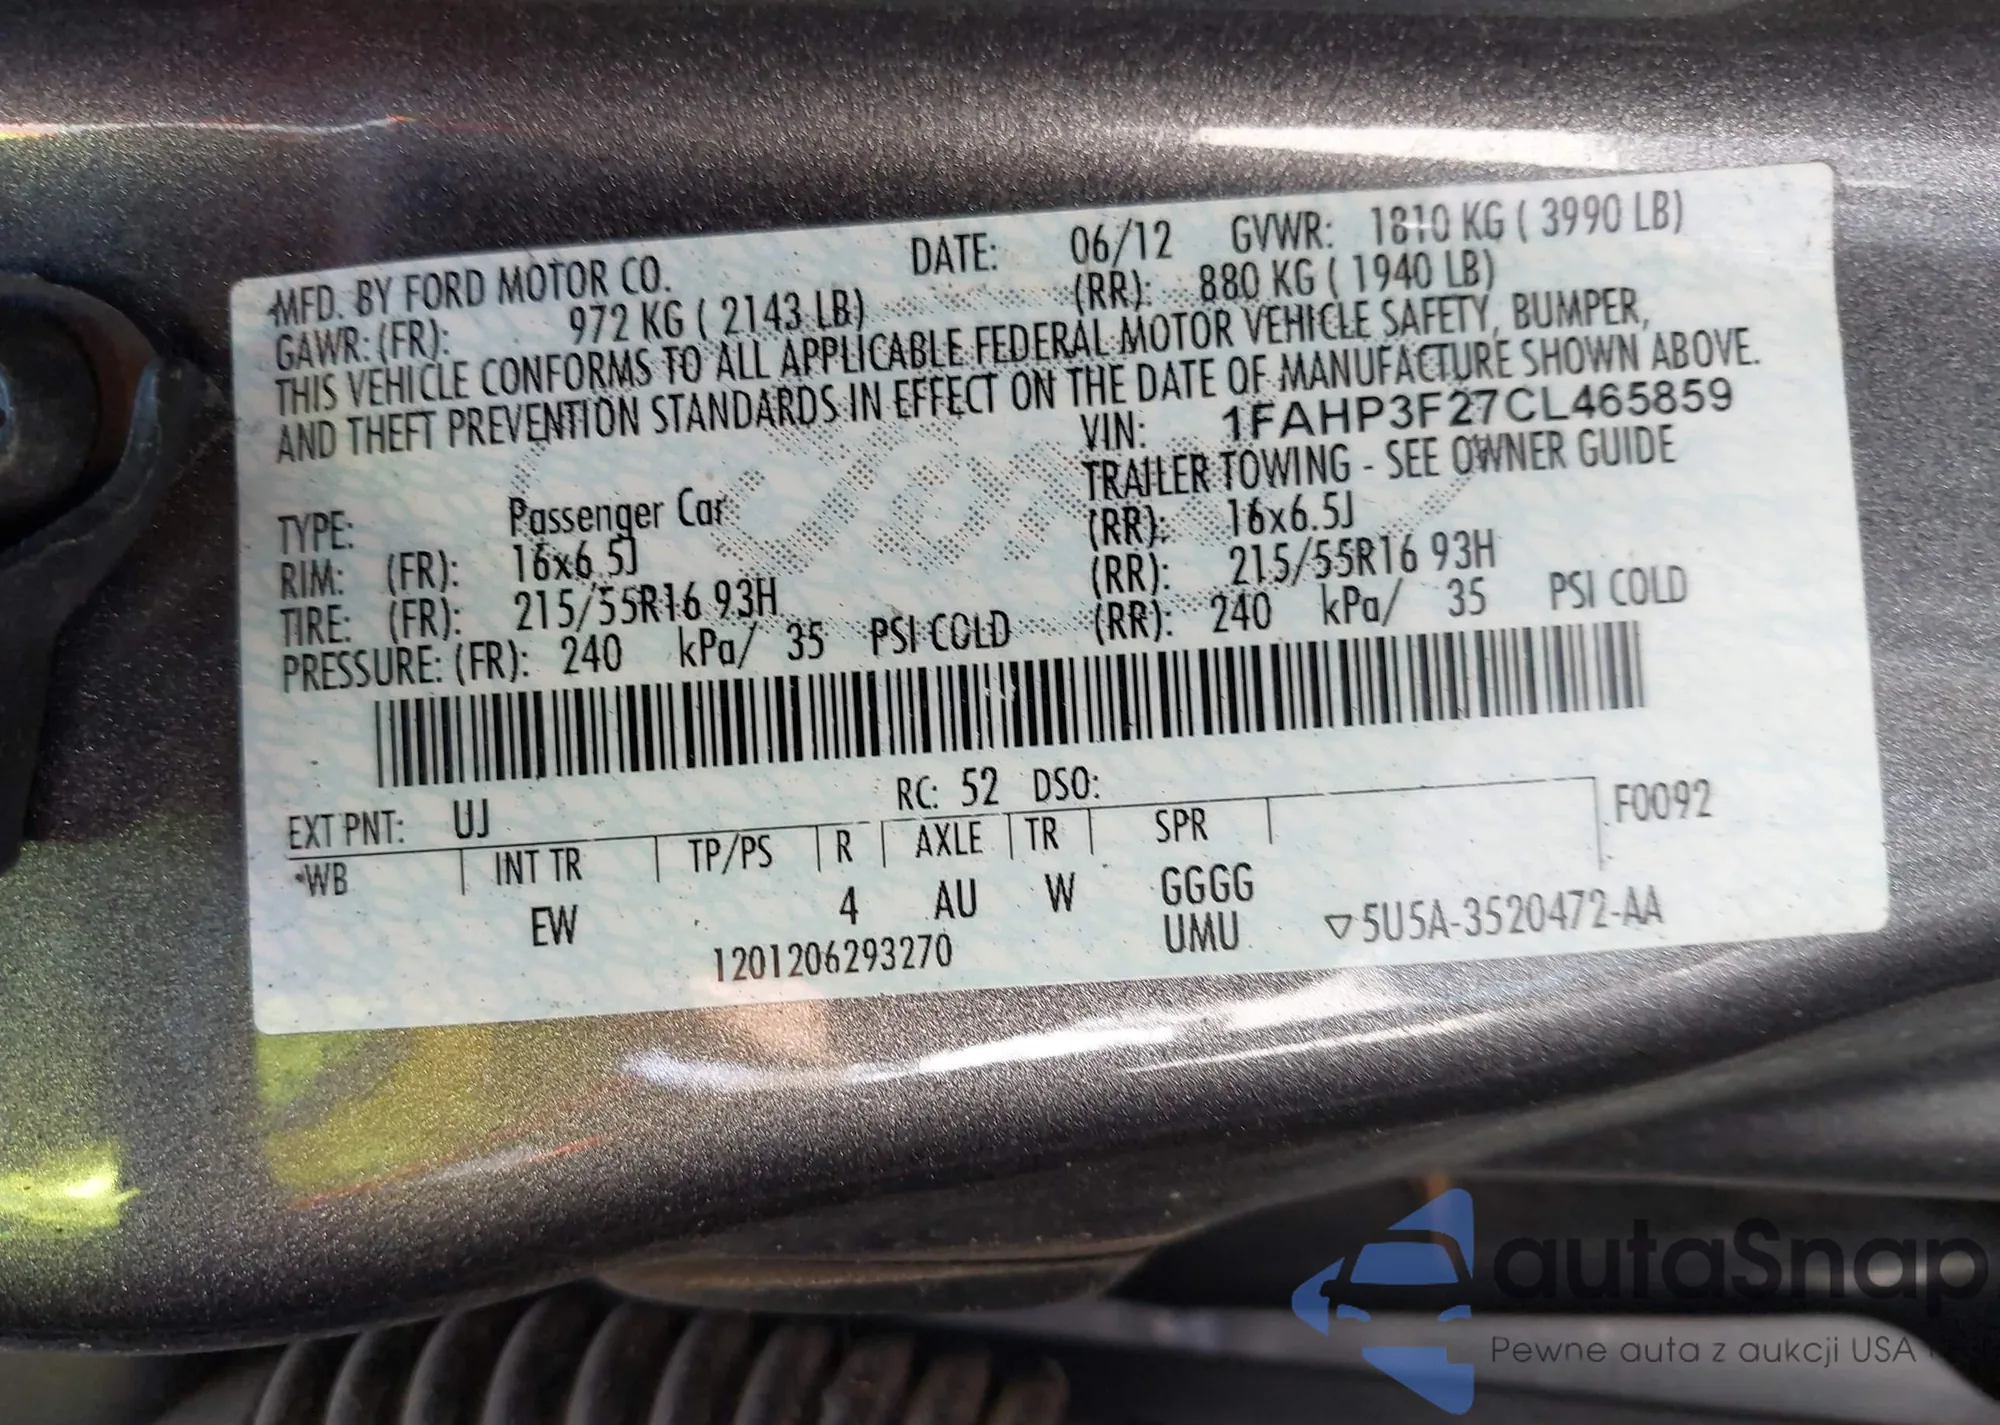 MFD. BY FORD MOTOR CO. DATE: 06/12 GVWR: 1810 KG ( 3990 LB)
GAWR: (FR): 972 KG ( 2143 LB) (RR): 880 KG ( 1940 LB)
THIS VEHICLE CONFORMS TO ALL APPLICABLE FEDERAL MOTOR VEHICLE SAFETY, BUMPER,
AND THEFT PREVENTION STANDARDS IN EFFECT ON THE DATE OF MANUFACTURE SHOWN ABOVE.
VIN: 1FAHP3F27CL465859
TRAILER TOWING - SEE OWNER GUIDE
TYPE: Passenger Car
RIM: (FR): 16x6.5J (RR): 16x6.5J
TIRE: (FR): 215/55R16 93H (RR): 215/55R16 93H
PRESSURE: (FR): 240 kPa/ 35 PSI COLD (RR): 240 kPa/ 35 PSI COLD
EXT PNT: UJ RC: 52 DSO: F0092
WB INT TR TP/PS R AXLE TR SPR
EW 4 AU W GGGG
1201206293270 UMU ▽5U5A-3520472-AA
autaSnap
Pewne auta z aukcji USA